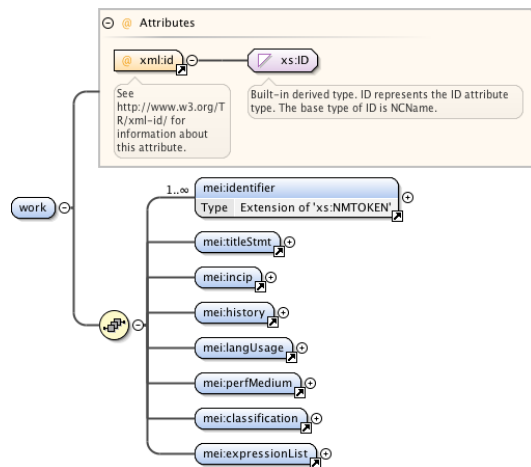 @ Attributes
@ xml:id
xs:ID
See
http://www.w3.org/T
R/xml-id/ for
information about
this attribute.
Built-in derived type. ID represents the ID attribute
type. The base type of ID is NCName.
work
1..∞
mei:identifier
Type Extension of 'xs:NMTOKEN'
mei:titleStmt
mei:incip
mei:history
mei:langUsage
mei:perfMedium
mei:classification
mei:expressionList